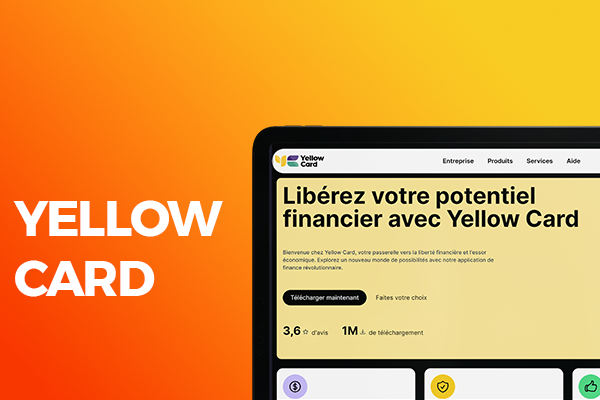 YELLOW
CARD
Yellow
Card
Entreprise Produits Services Aide
Libérez votre potentiel
financier avec Yellow Card
Bienvenue chez Yellow Card, votre passerelle vers la liberté financière et l'essor
économique. Explorez un nouveau monde de possibilités avec notre application de
finance révolutionnaire.
Télécharger maintenant Faites votre choix
3,6 d'avis 1M de téléchargement